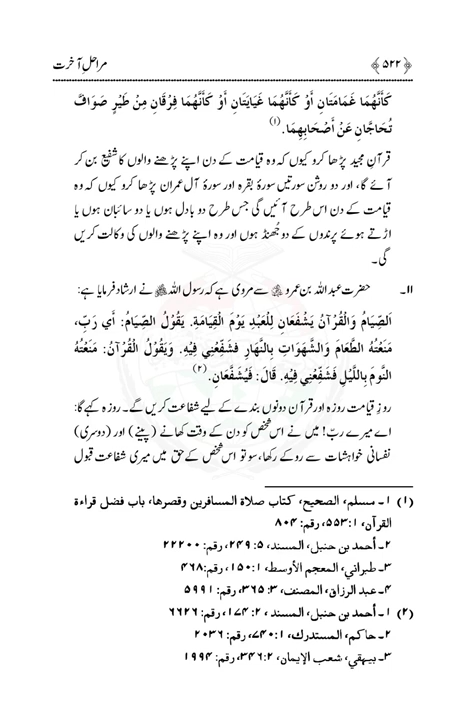 ﴿۵۲۲﴾ مراحلِ آخرت
كَأَنَّهُمَا غَمَامَتَانِ أَوْ كَأَنَّهُمَا غَيَايَتَانِ أَوْ كَأَنَّهُمَا فِرْقَانِ مِنْ طَيْرٍ صَوَافَّ
تُحَاجَّانِ عَنْ أَصْحَابِهِمَا.(۱)
قرآنِ مجید پڑھا کرو کیوں کہ وہ قیامت کے دن اپنے پڑھنے والوں کا شفیع بن کر
آئے گا، اور دو روشن سورتیں سورۂ بقرہ اور سورۂ آل عمران پڑھا کرو کیوں کہ وہ
قیامت کے دن اس طرح آئیں گی جس طرح دو بادل ہوں یا دو سائبان ہوں یا
اڑتے ہوئے پرندوں کے دو جُھنڈ ہوں اور وہ اپنے پڑھنے والوں کی وکالت کریں
گی۔
۱۱۔ حضرت عبد اللہ بن عمرو ؓ سے مروی ہے کہ رسول اللہ ﷺ نے ارشاد فرمایا ہے:
اَلصِّيَامُ وَالْقُرْآنُ يَشْفَعَانِ لِلْعَبْدِ يَوْمَ الْقِيَامَةِ. يَقُوْلُ الصِّيَامُ: أَي رَبِّ،
مَنَعْتُهُ الطَّعَامَ وَالشَّهَوَاتِ بِالنَّهَارِ فَشَفِّعْنِي فِيهِ. وَيَقُوْلُ الْقُرْآنُ: مَنَعْتُهُ
النَّوْمَ بِاللَّيْلِ فَشَفِّعْنِي فِيْهِ. قَالَ: فَيُشَفَّعَانِ.(۲)
روزِ قیامت روزہ اور قرآن دونوں بندے کے لیے شفاعت کریں گے۔ روزہ کہے گا:
اے میرے ربّ! میں نے اس شخص کو دن کے وقت کھانے (پینے) اور (دوسری)
نفسانی خواہشات سے روکے رکھا، سو تو اس شخص کے حق میں میری شفاعت قبول
(۱) ۱۔ مسلم، الصحیح، کتاب صلاة المسافرین وقصرها، باب فضل قراءة
القرآن، ۱: ۵۵۳، رقم: ۸۰۴
۲۔ أحمد بن حنبل، المسند، ۵: ۲۴۹، رقم: ۲۲۲۰۰
۳۔ طبراني، المعجم الأوسط، ۱: ۱۵۰، رقم: ۴۶۸
۴۔ عبد الرزاق، المصنف، ۳: ۳۶۵، رقم: ۵۹۹۱
(۲) ۱۔ أحمد بن حنبل، المسند، ۲: ۱۷۴، رقم: ۶۶۲۶
۲۔ حاکم، المستدرك، ۱: ۷۴۰، رقم: ۲۰۳۶
۳۔ بیهقي، شعب الإیمان، ۲: ۳۴۶، رقم: ۱۹۹۴